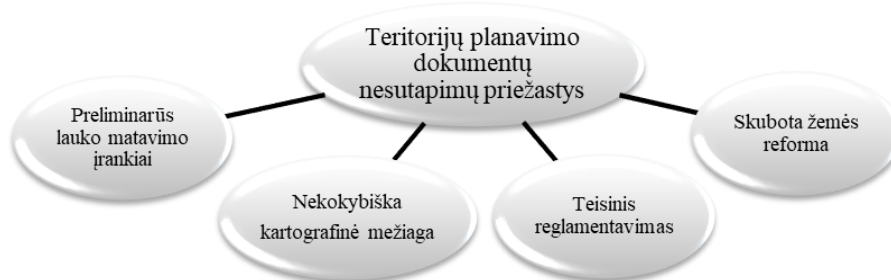 Teritorijų planavimo
dokumentų
nesutapimų priežastys
Preliminarūs
lauko matavimo
įrankiai
Nekokybiška
kartografinė mežiaga
Teisinis
reglamentavimas
Skubota žemės
reforma